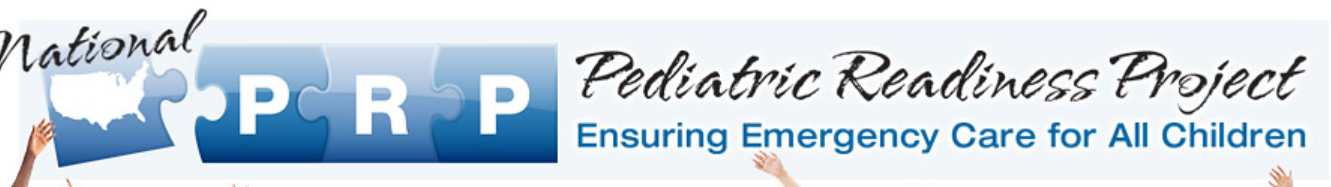 National
PRP
Pediatric Readiness Project
Ensuring Emergency Care for All Children